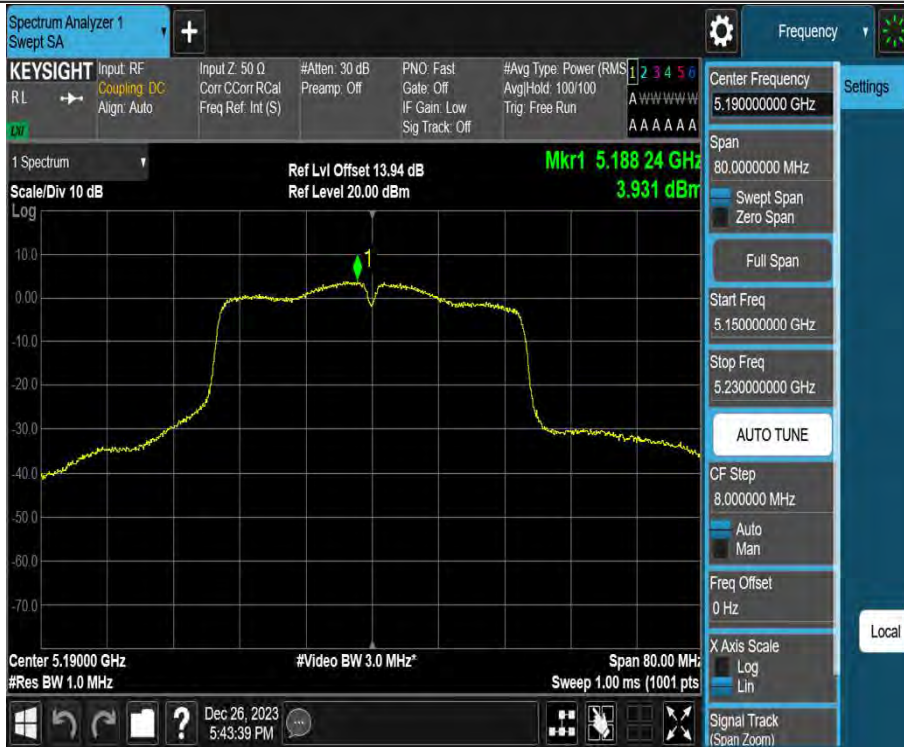 Spectrum Analyzer 1
Swept SA
Frequency
KEYSIGHT
RL
LXI
Input: RF
Coupling: DC
Align: Auto
Input Z: 50 Ω
Corr CCorr RCal
Freq Ref: Int (S)
#Atten: 30 dB
Preamp: Off
PNO: Fast
Gate: Off
IF Gain: Low
Sig Track: Off
#Avg Type: Power (RMS
Avg|Hold: 100/100
Trig: Free Run
1 2 3 4 5 6
A W W W W W
A A A A A A
1 Spectrum
Scale/Div 10 dB
Log
Ref Lvl Offset 13.94 dB
Ref Level 20.00 dBm
Mkr1 5.188 24 GHz
3.931 dBm
1
10.0
0.00
-10.0
-20.0
-30.0
-40.0
-50.0
-60.0
-70.0
Center 5.19000 GHz
#Res BW 1.0 MHz
#Video BW 3.0 MHz*
Span 80.00 MHz
Sweep 1.00 ms (1001 pts
Dec 26, 2023
5:43:39 PM
Center Frequency
5.190000000 GHz
Span
80.0000000 MHz
Swept Span
Zero Span
Full Span
Start Freq
5.150000000 GHz
Stop Freq
5.230000000 GHz
AUTO TUNE
CF Step
8.000000 MHz
Auto
Man
Freq Offset
0 Hz
X Axis Scale
Log
Lin
Signal Track
(Span Zoom)
Settings
Local